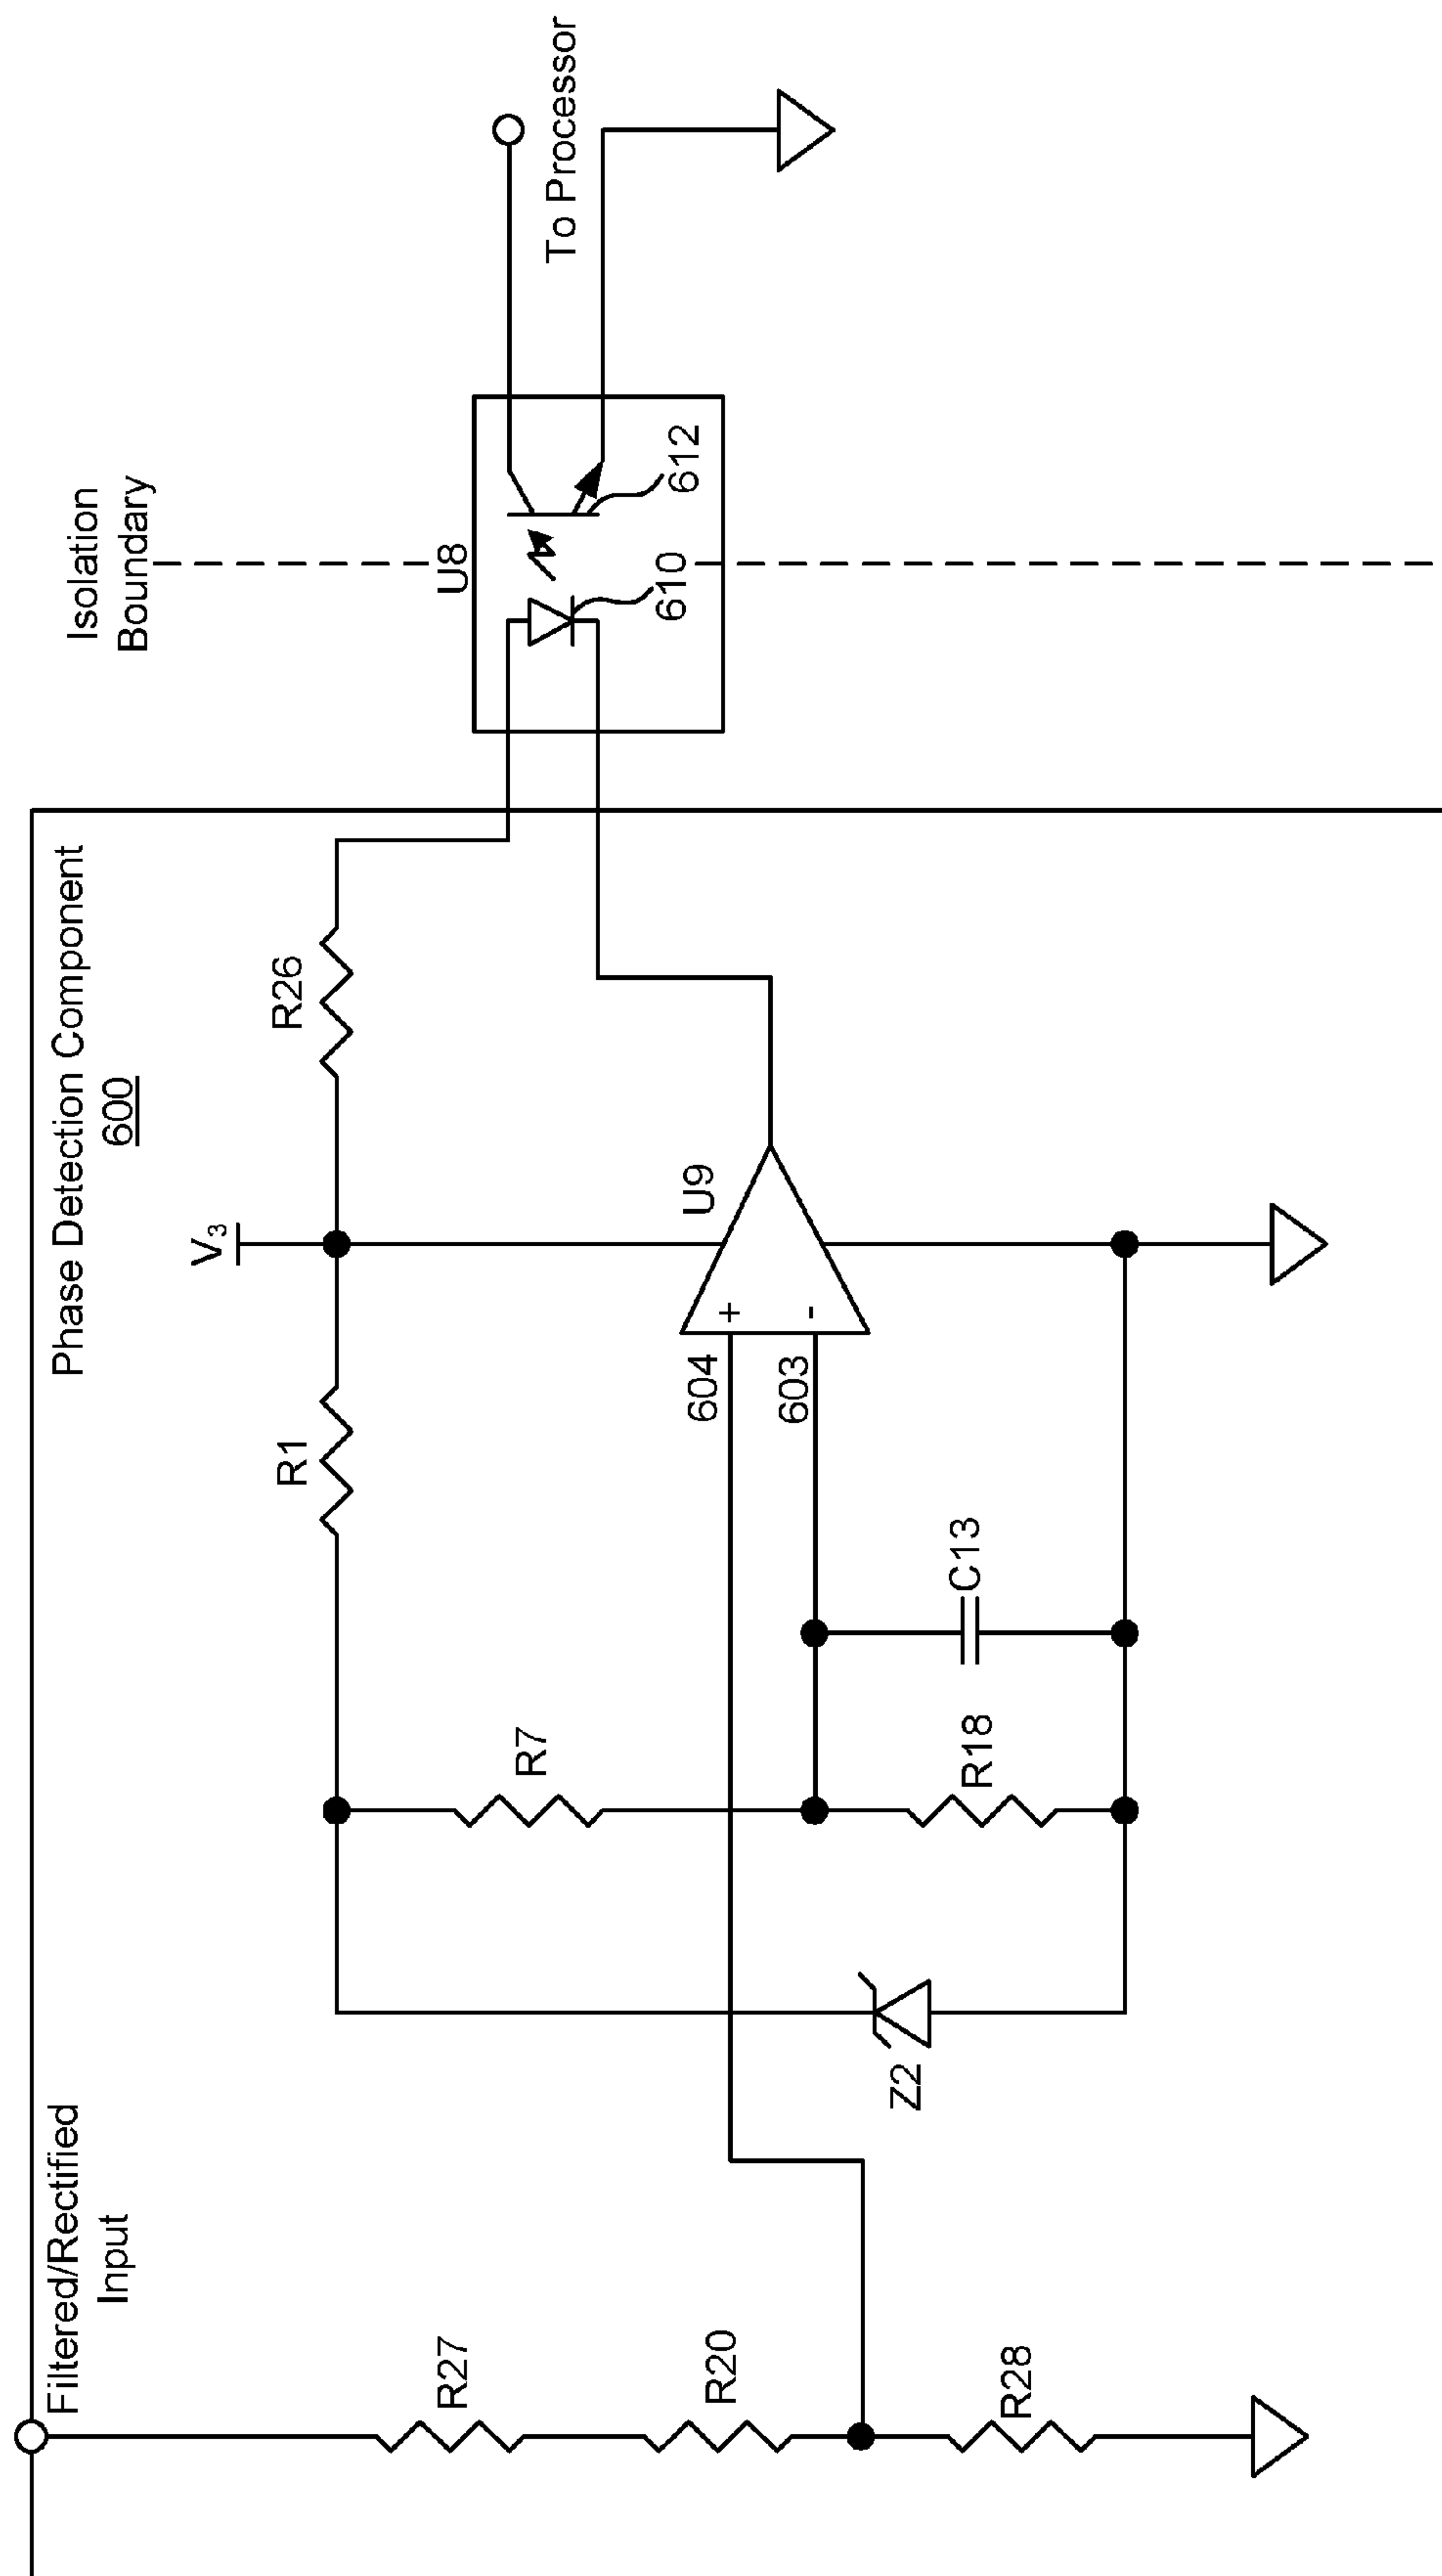 Filtered/Rectified
Input
Phase Detection Component
600
Isolation
Boundary
V3
R1
R26
U8
610
612
To Processor
R27
R20
R28
R7
R18
C13
Z2
604
603
+
-
U9